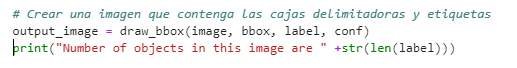 # Crear una imagen que contenga las cajas delimitadoras y etiquetas
output_image = draw_bbox(image, bbox, label, conf)
print("Number of objects in this image are " +str(len(label)))